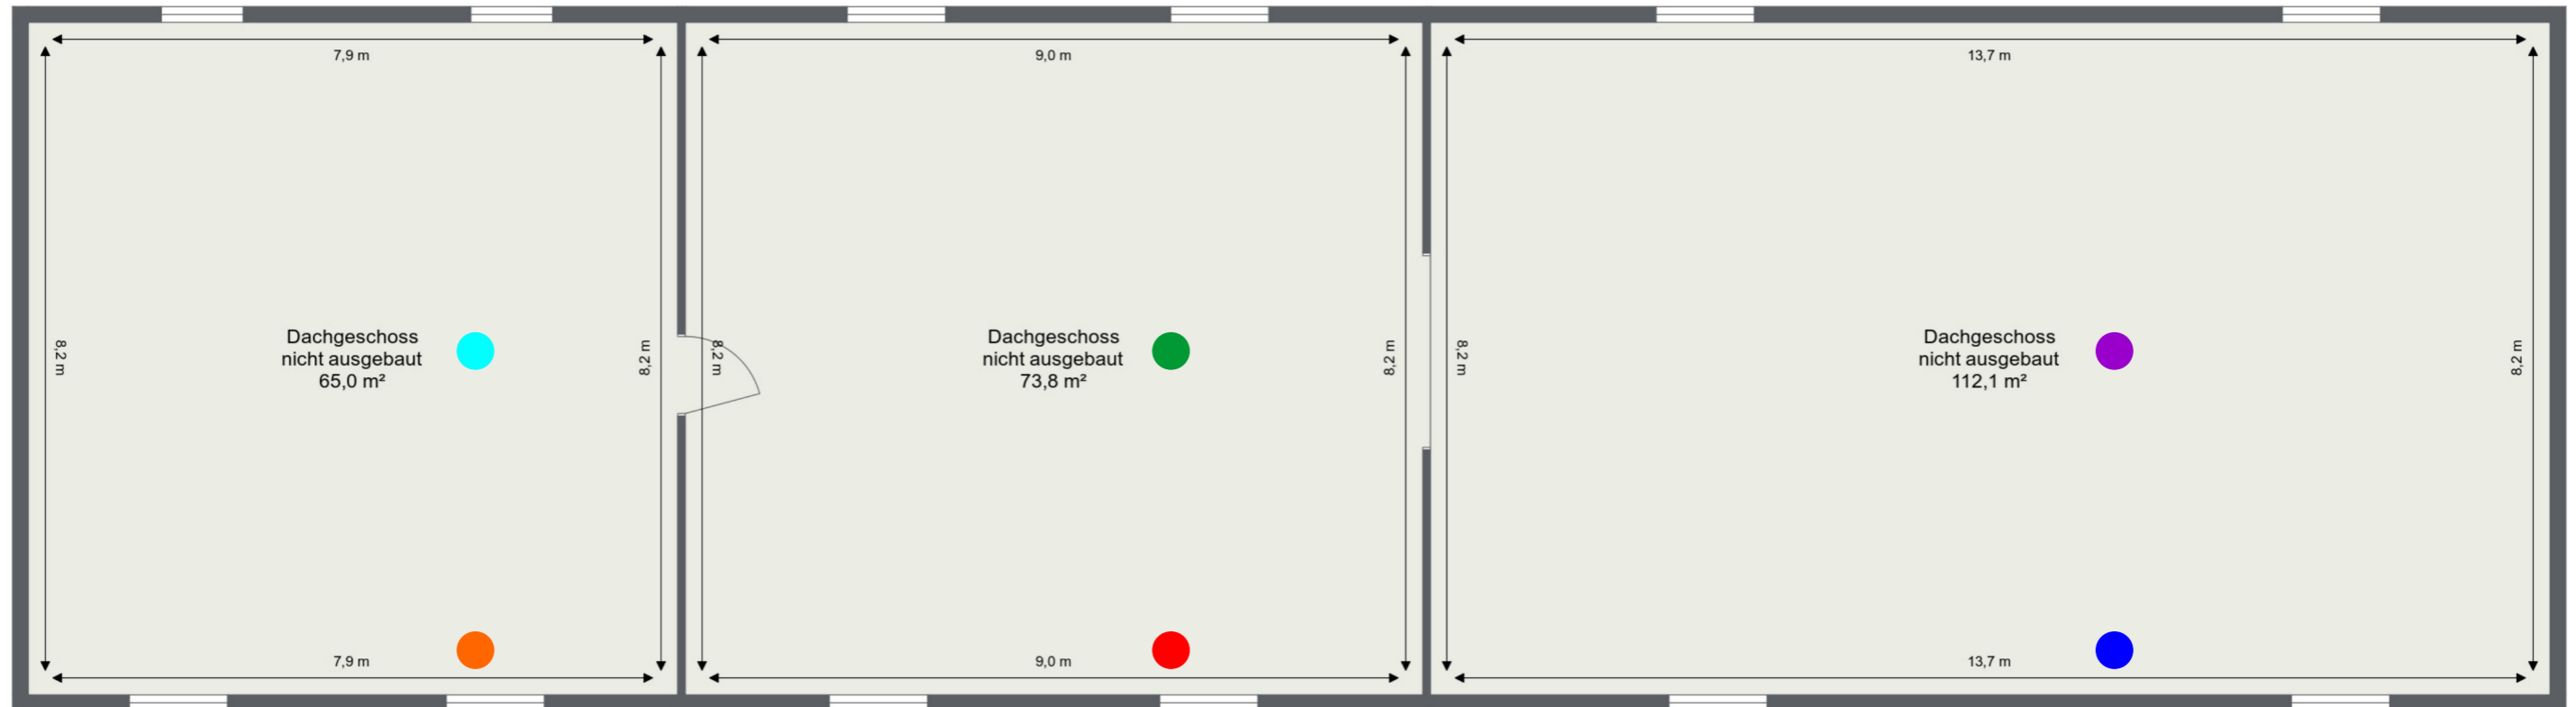 7,9 m
9,0 m
13,7 m
8,2 m
Dachgeschoss
nicht ausgebaut
65,0 m²
8,2 m
8,2 m
Dachgeschoss
nicht ausgebaut
73,8 m²
8,2 m
8,2 m
Dachgeschoss
nicht ausgebaut
112,1 m²
8,2 m
7,9 m
9,0 m
13,7 m